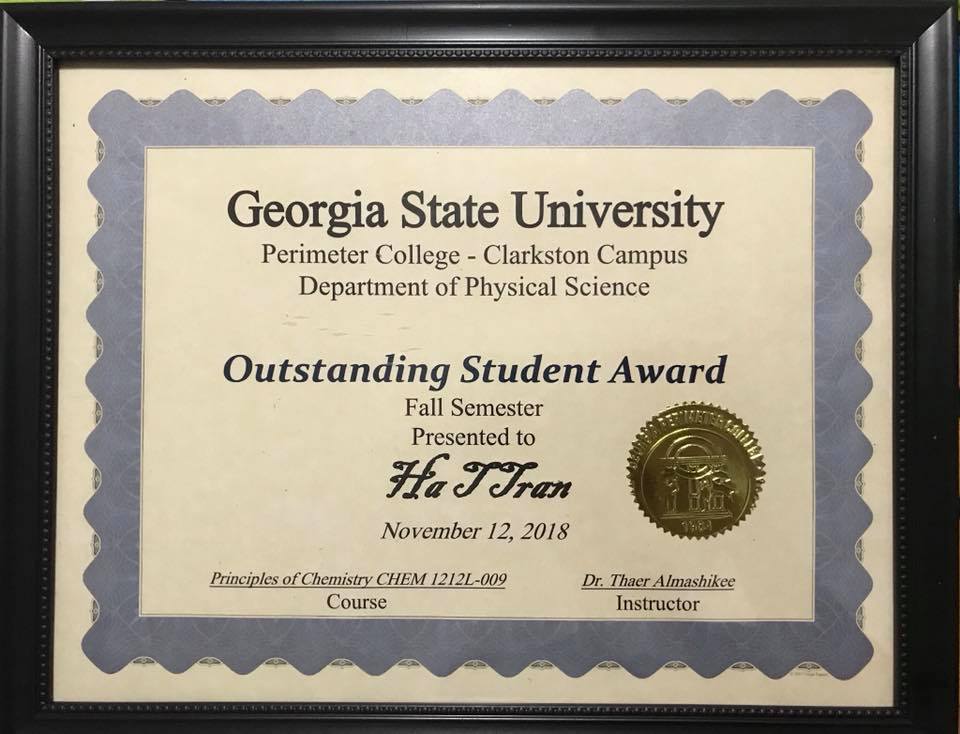 Georgia State University
Perimeter College - Clarkston Campus
Department of Physical Science
Outstanding Student Award
Fall Semester
Presented to
Ha T Tran
November 12, 2018
Principles of Chemistry CHEM 1212L-009
Course
Dr. Thaer Almashikee
Instructor